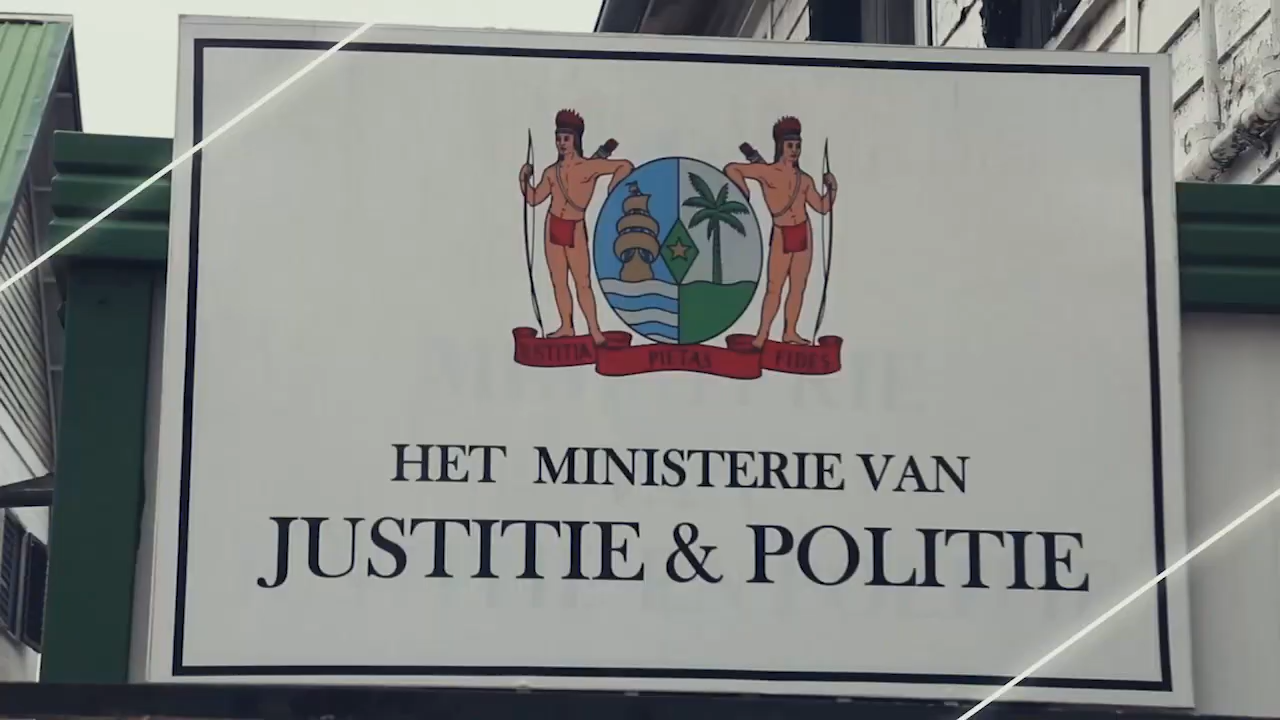 JUSTITIA PIETAS FIDES
HET MINISTERIE VAN
JUSTITIE & POLITIE